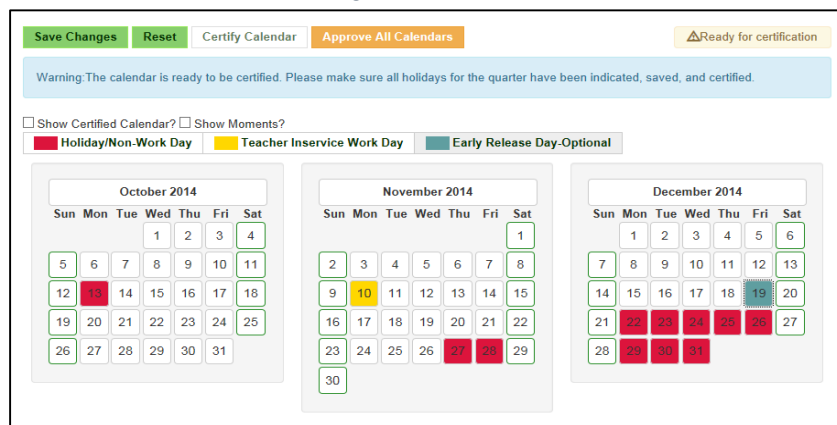 Save Changes Reset Certify Calendar Approve All Calendars Ready for certification
Warning:The calendar is ready to be certified. Please make sure all holidays for the quarter have been indicated, saved, and certified.
Show Certified Calendar? Show Moments?
Holiday/Non-Work Day Teacher Inservice Work Day Early Release Day-Optional
October 2014
Sun Mon Tue Wed Thu Fri Sat
1 2 3 4
5 6 7 8 9 10 11
12 13 14 15 16 17 18
19 20 21 22 23 24 25
26 27 28 29 30 31
November 2014
Sun Mon Tue Wed Thu Fri Sat
1
2 3 4 5 6 7 8
9 10 11 12 13 14 15
16 17 18 19 20 21 22
23 24 25 26 27 28 29
30
December 2014
Sun Mon Tue Wed Thu Fri Sat
1 2 3 4 5 6
7 8 9 10 11 12 13
14 15 16 17 18 19 20
21 22 23 24 25 26 27
28 29 30 31